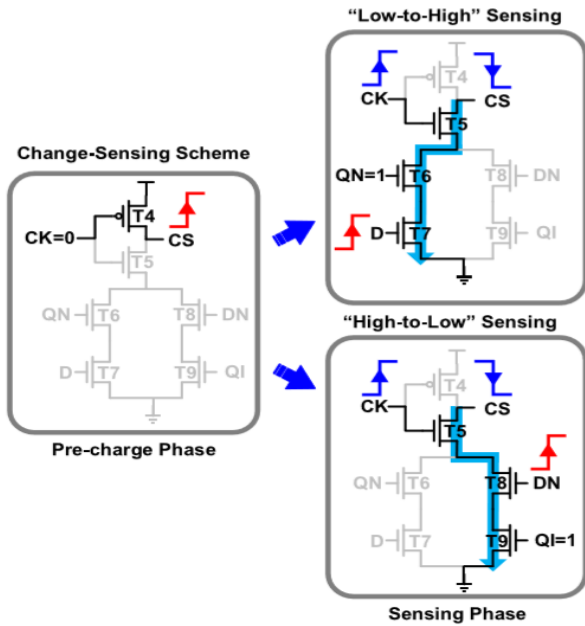 "Low-to-High" Sensing
T4
CK
CS
T5
QN=1
T6
T8
DN
D
T7
T9
QI
Change-Sensing Scheme
T4
CK=0
CS
T5
QN
T6
T8
DN
D
T7
T9
QI
Pre-charge Phase
"High-to-Low" Sensing
T4
CK
CS
T5
QN
T6
T8
DN
D
T7
T9
QI=1
Sensing Phase